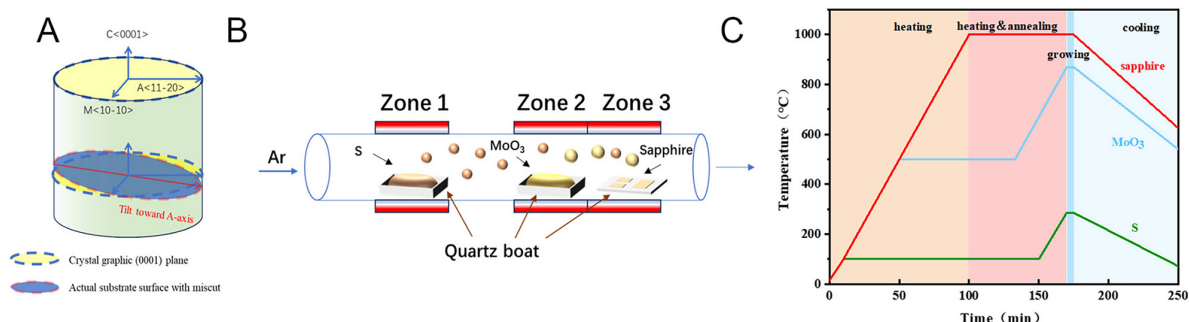 A
C<0001>
A<11-20>
M<10-10>
Tilt toward A-axis
Crystal graphic (0001) plane
Actual substrate surface with miscut
B
Zone 1 Zone 2 Zone 3
Ar
S
MoO3
Sapphire
Quartz boat
C
heating heating&annealing cooling
growing
sapphire
MoO3
S
Temperature (°C)
1000
800
600
400
200
0
0 50 100 150 200 250
Time (min)